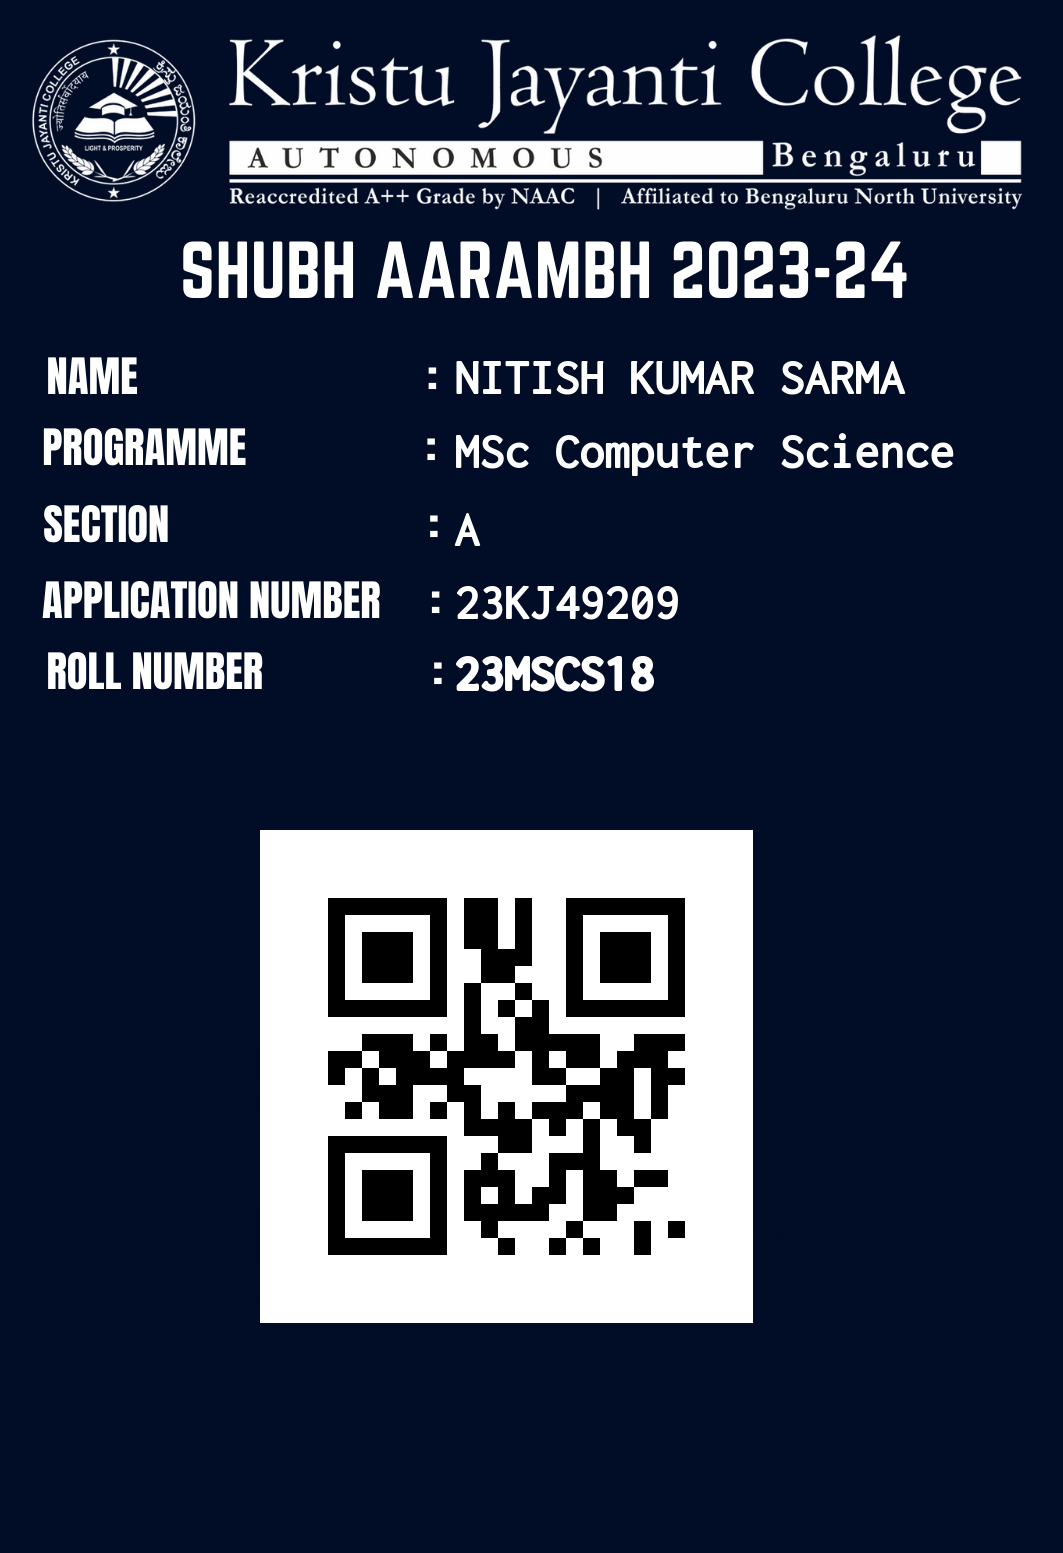 Kristu Jayanti College
AUTONOMOUS Bengaluru
Reaccredited A++ Grade by NAAC | Affiliated to Bengaluru North University
KRISTU JAYANTI COLLEGE
ಕ್ರಿಸ್ತು ಜಯಂತಿ ಕಾಲೇಜು
LIGHT & PROSPERITY
SHUBH AARAMBH 2023-24
NAME : NITISH KUMAR SARMA
PROGRAMME : MSc Computer Science
SECTION : A
APPLICATION NUMBER : 23KJ49209
ROLL NUMBER : 23MSCS18